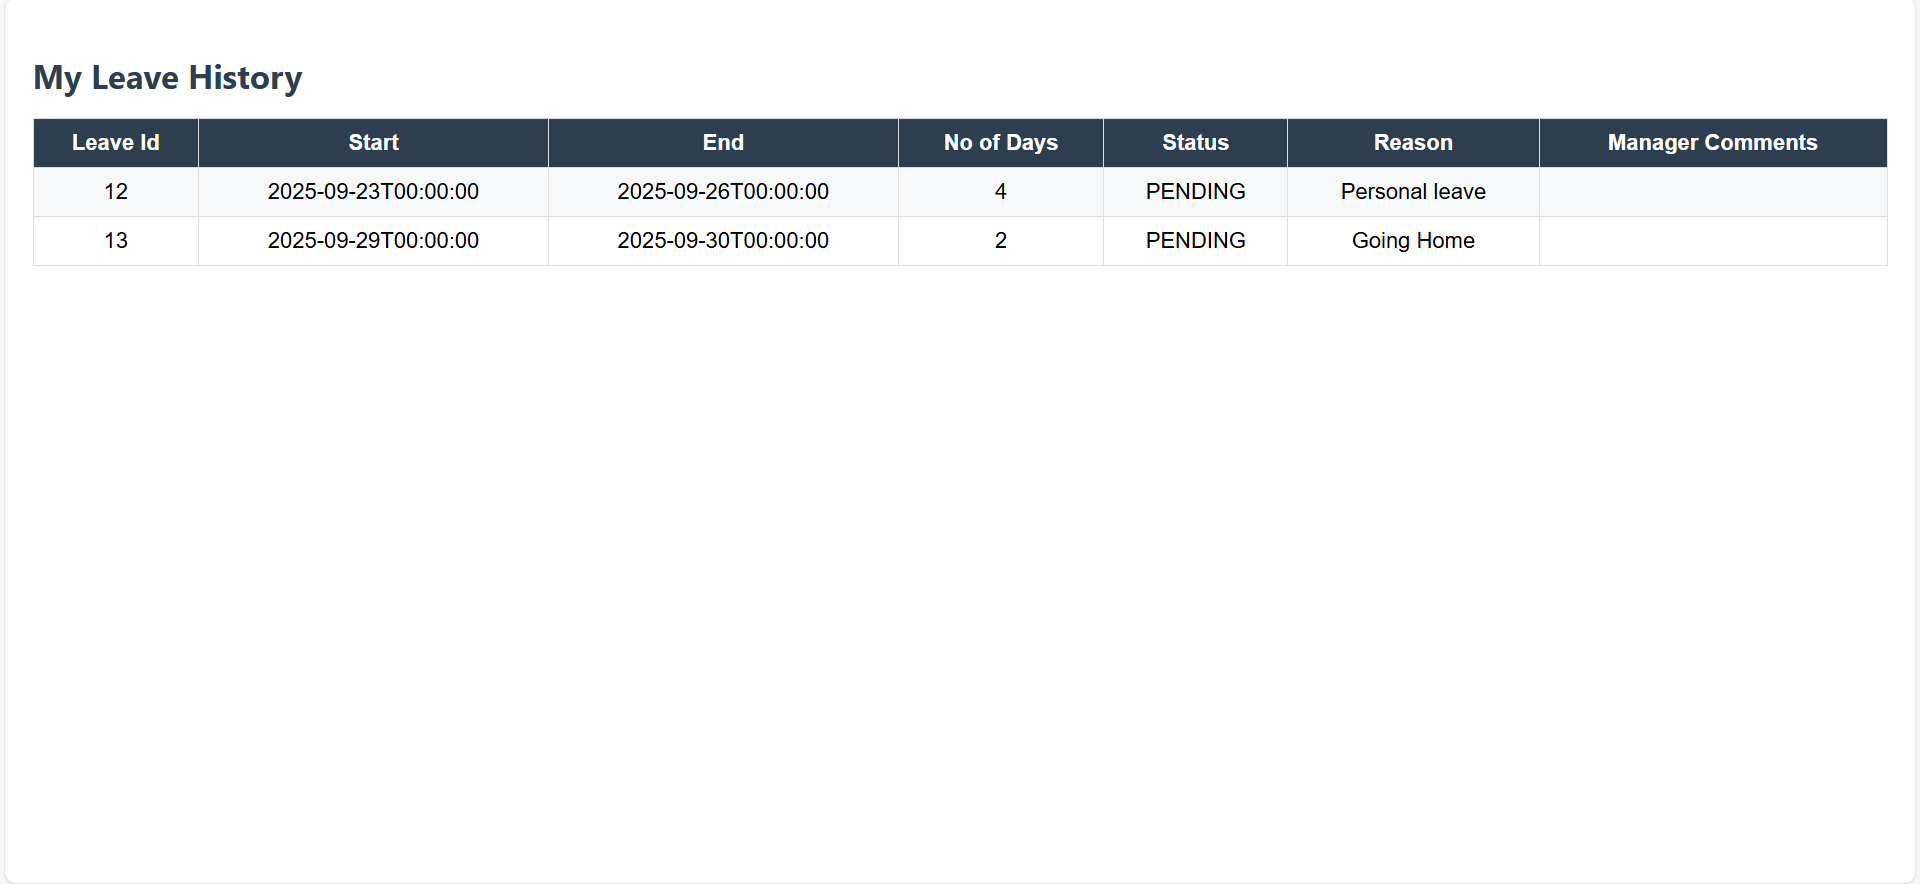 My Leave History
Leave Id Start End No of Days Status Reason Manager Comments
12 2025-09-23T00:00:00 2025-09-26T00:00:00 4 PENDING Personal leave
13 2025-09-29T00:00:00 2025-09-30T00:00:00 2 PENDING Going Home